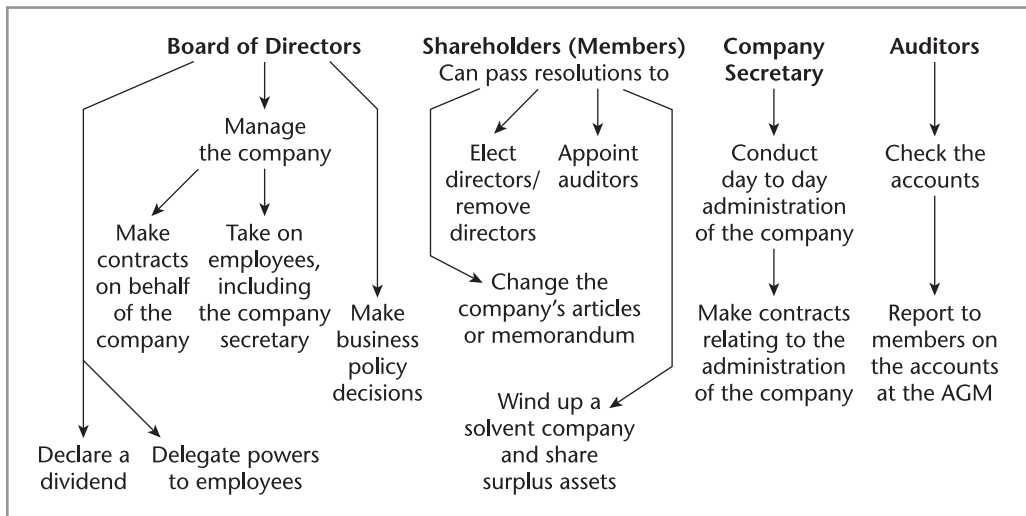 Board of Directors
Manage
the company
Make
contracts
on behalf
of the
company
Take on
employees,
including
the company
secretary
Make
business
policy
decisions
Declare a
dividend
Delegate powers
to employees
Shareholders (Members)
Can pass resolutions to
Elect
directors/
remove
directors
Appoint
auditors
Change the
company’s articles
or memorandum
Wind up a
solvent company
and share
surplus assets
Company
Secretary
Conduct
day to day
administration
of the company
Make contracts
relating to the
administration
of the company
Auditors
Check the
accounts
Report to
members on
the accounts
at the AGM